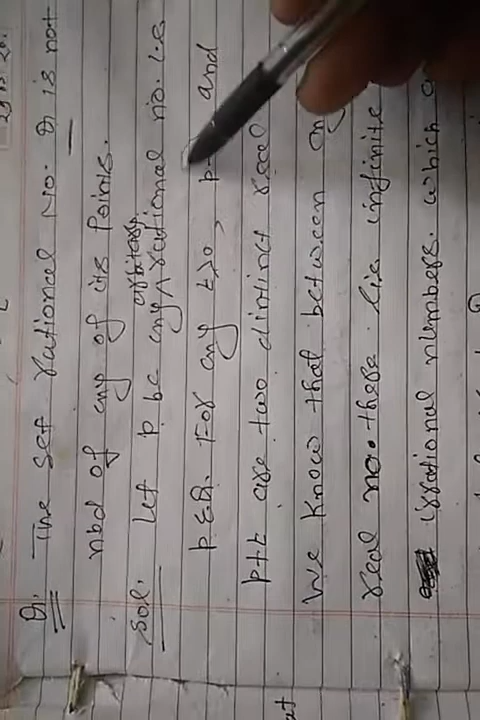 Q. The set rational No. Q is not
nbd of any of its Points.
Sol. Let p be any arbitrary rational no. i.e
p∈Q. For any ε>0, p- and
p+ε are two distinct real
We know that between
real no. there lie infinite
irrational numbers. which